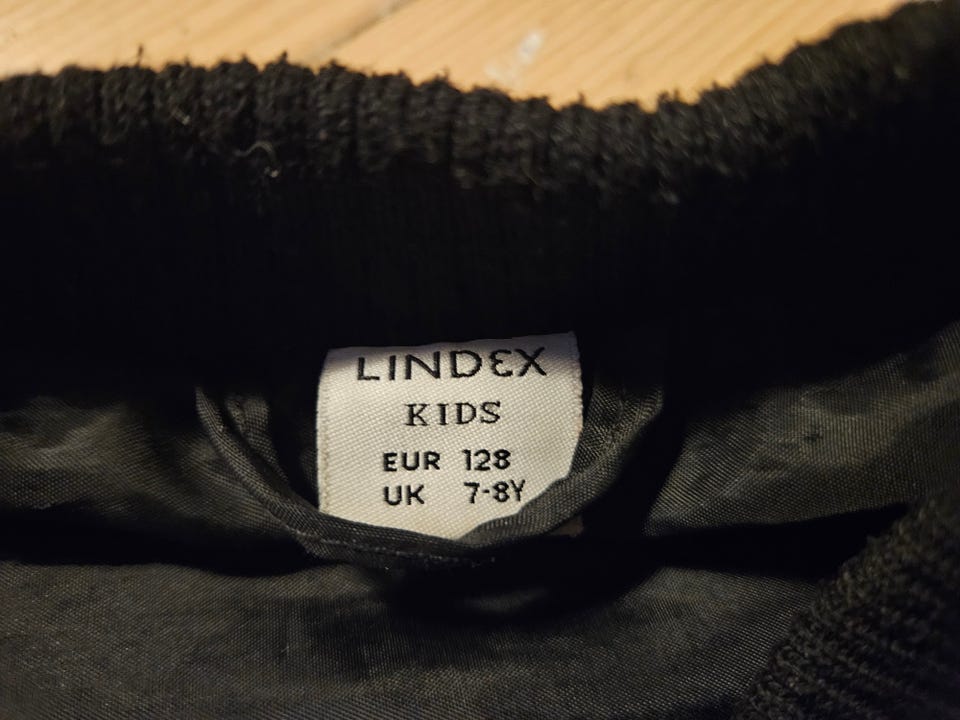 LINDEX
KIDS
EUR 128
UK 7-8Y